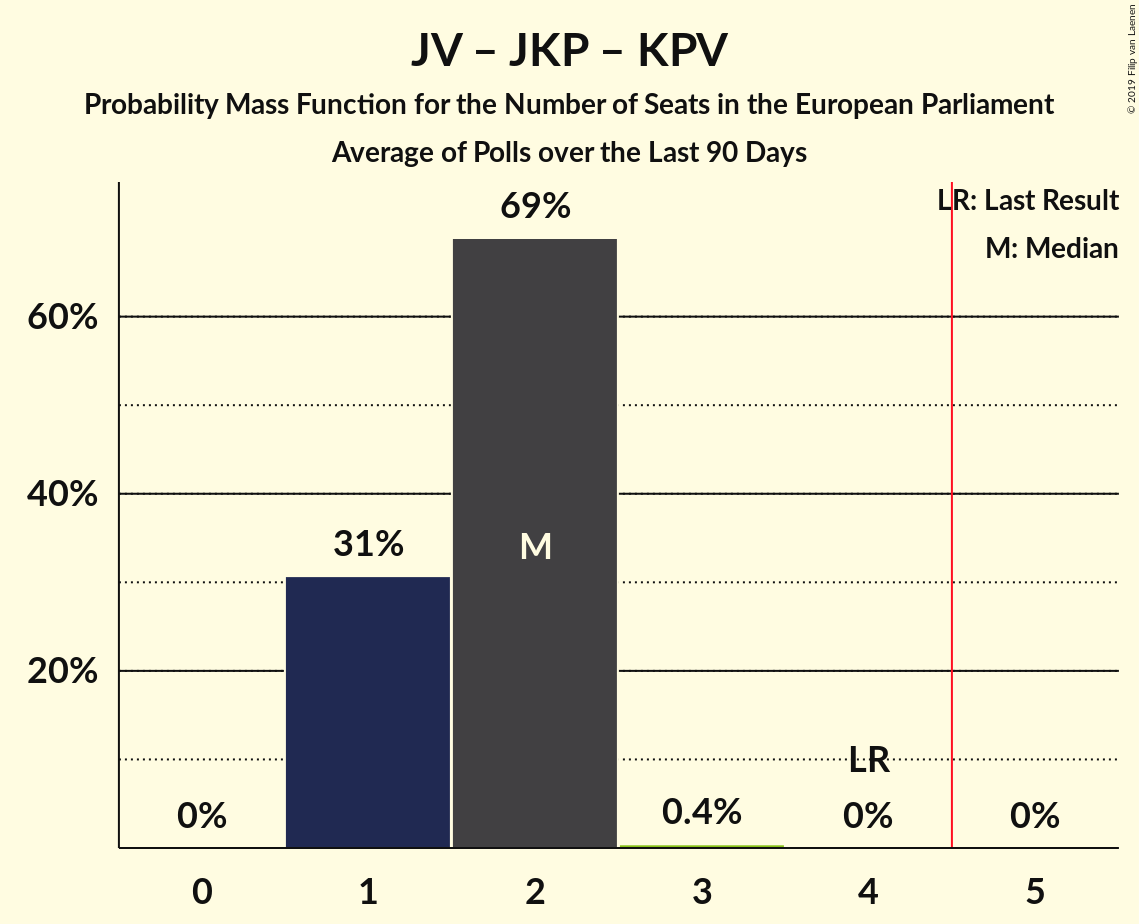 JV – JKP – KPV
Probability Mass Function for the Number of Seats in the European Parliament
Average of Polls over the Last 90 Days
© 2019 Filip van Laenen
LR: Last Result
M: Median
69%
60%
40%
31%
M
20%
LR
0%
0.4%
0%
0%
0 1 2 3 4 5